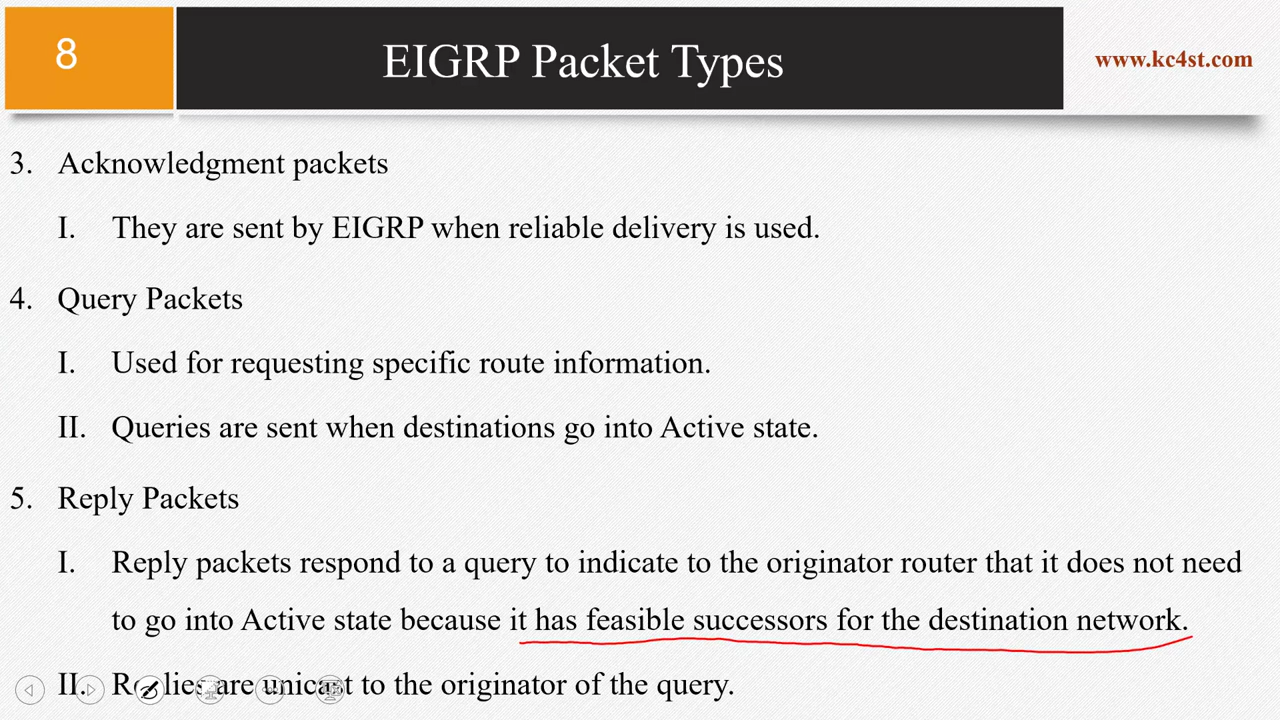 8
EIGRP Packet Types
www.kc4st.com
3. Acknowledgment packets
I. They are sent by EIGRP when reliable delivery is used.
4. Query Packets
I. Used for requesting specific route information.
II. Queries are sent when destinations go into Active state.
5. Reply Packets
I. Reply packets respond to a query to indicate to the originator router that it does not need
to go into Active state because it has feasible successors for the destination network.
II. Replies are unicast to the originator of the query.